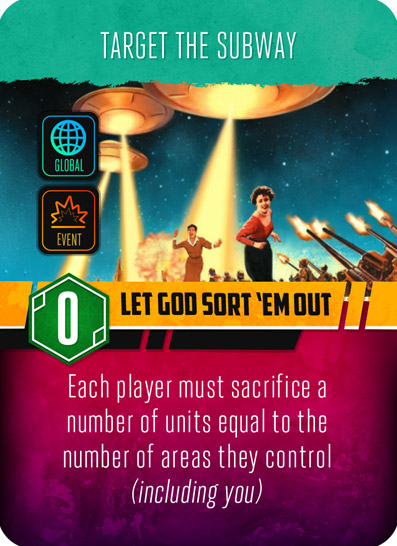 TARGET THE SUBWAY
GLOBAL
EVENT
0
LET GOD SORT 'EM OUT
Each player must sacrifice a
number of units equal to the
number of areas they control
(including you)